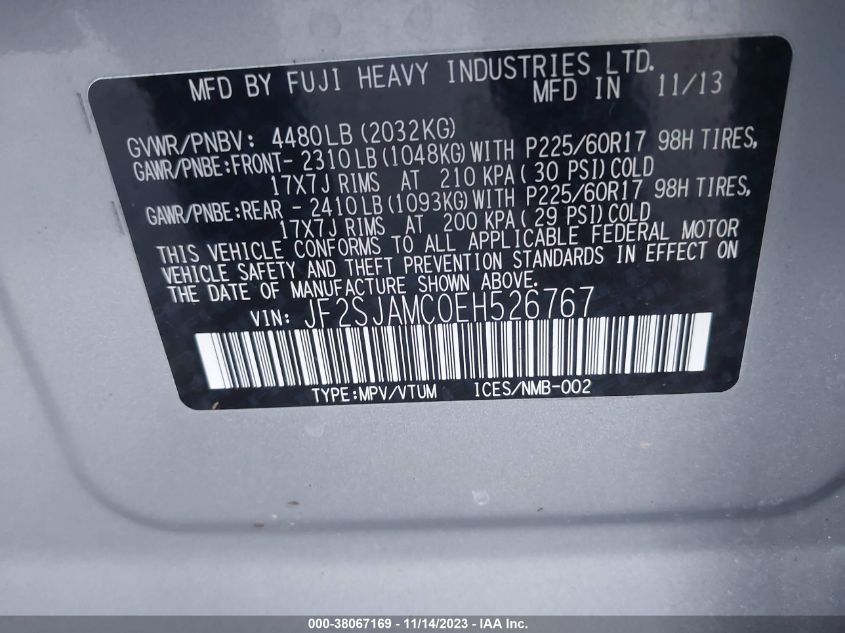 MFD BY FUJI HEAVY INDUSTRIES LTD.
MFD IN 11/13
GVWR/PNBV: 4480LB(2032KG)
GAWR/PNBE:FRONT- 2310LB(1048KG)WITH P225/60R17 98H TIRES,
17X7J RIMS AT 210 KPA( 30 PSI)COLD
GAWR/PNBE:REAR - 2410LB(1093KG)WITH P225/60R17 98H TIRES,
17X7J RIMS AT 200 KPA( 29 PSI)COLD
THIS VEHICLE CONFORMS TO ALL APPLICABLE FEDERAL MOTOR
VEHICLE SAFETY AND THEFT PREVENTION STANDARDS IN EFFECT ON
THE DATE OF MANUFACTURE SHOWN ABOVE.
VIN: JF2SJAMC0EH526767
TYPE:MPV/VTUM ICES/NMB-002
000-38067169 - 11/14/2023 - IAA Inc.